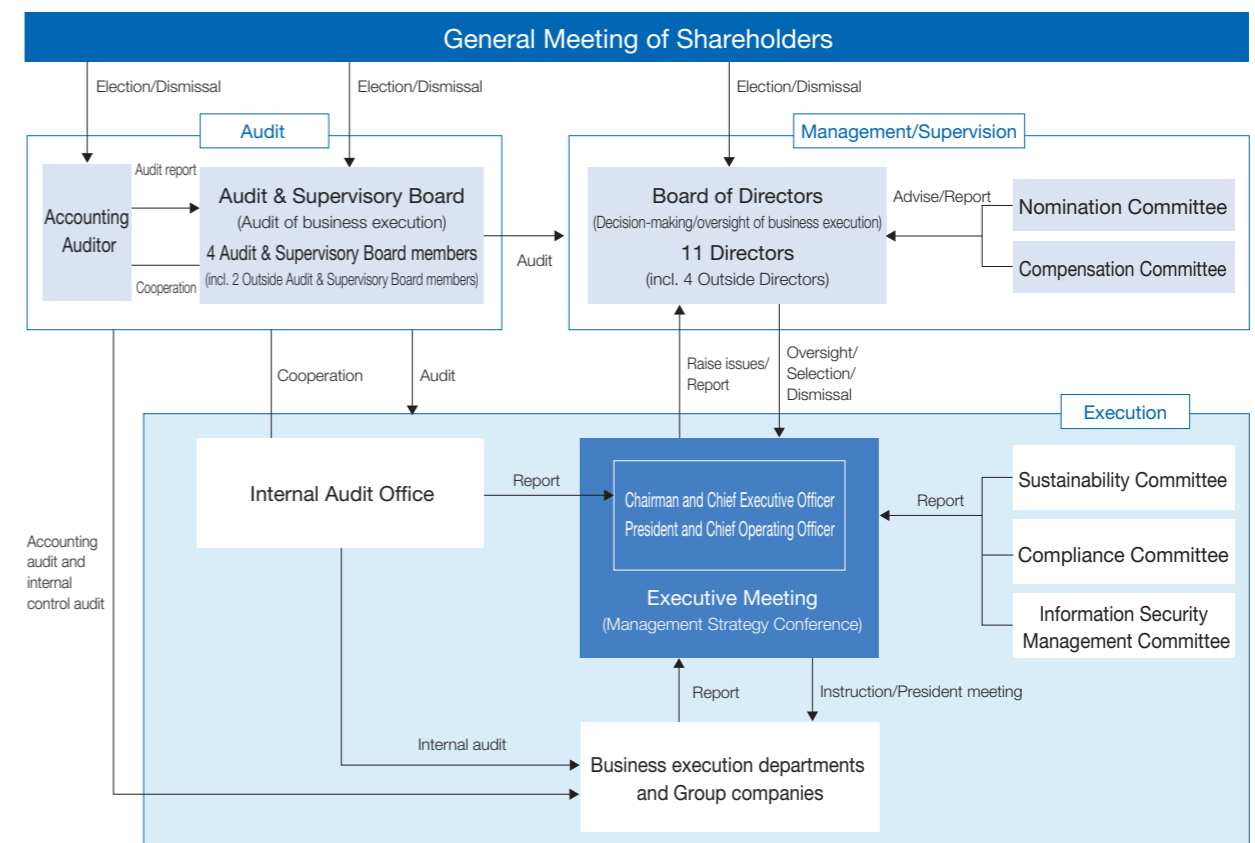 General Meeting of Shareholders
Election/Dismissal
Election/Dismissal
Election/Dismissal
Audit
Management/Supervision
Accounting
Auditor
Audit report
Cooperation
Audit & Supervisory Board
(Audit of business execution)
4 Audit & Supervisory Board members
(incl. 2 Outside Audit & Supervisory Board members)
Audit
Board of Directors
(Decision-making/oversight of business execution)
11 Directors
(incl. 4 Outside Directors)
Advise/Report
Nomination Committee
Compensation Committee
Cooperation
Audit
Raise issues/
Report
Oversight/
Selection/
Dismissal
Execution
Internal Audit Office
Report
Chairman and Chief Executive Officer
President and Chief Operating Officer
Executive Meeting
(Management Strategy Conference)
Report
Sustainability Committee
Compliance Committee
Information Security
Management Committee
Accounting
audit and
internal
control audit
Report
Instruction/President meeting
Internal audit
Business execution departments
and Group companies